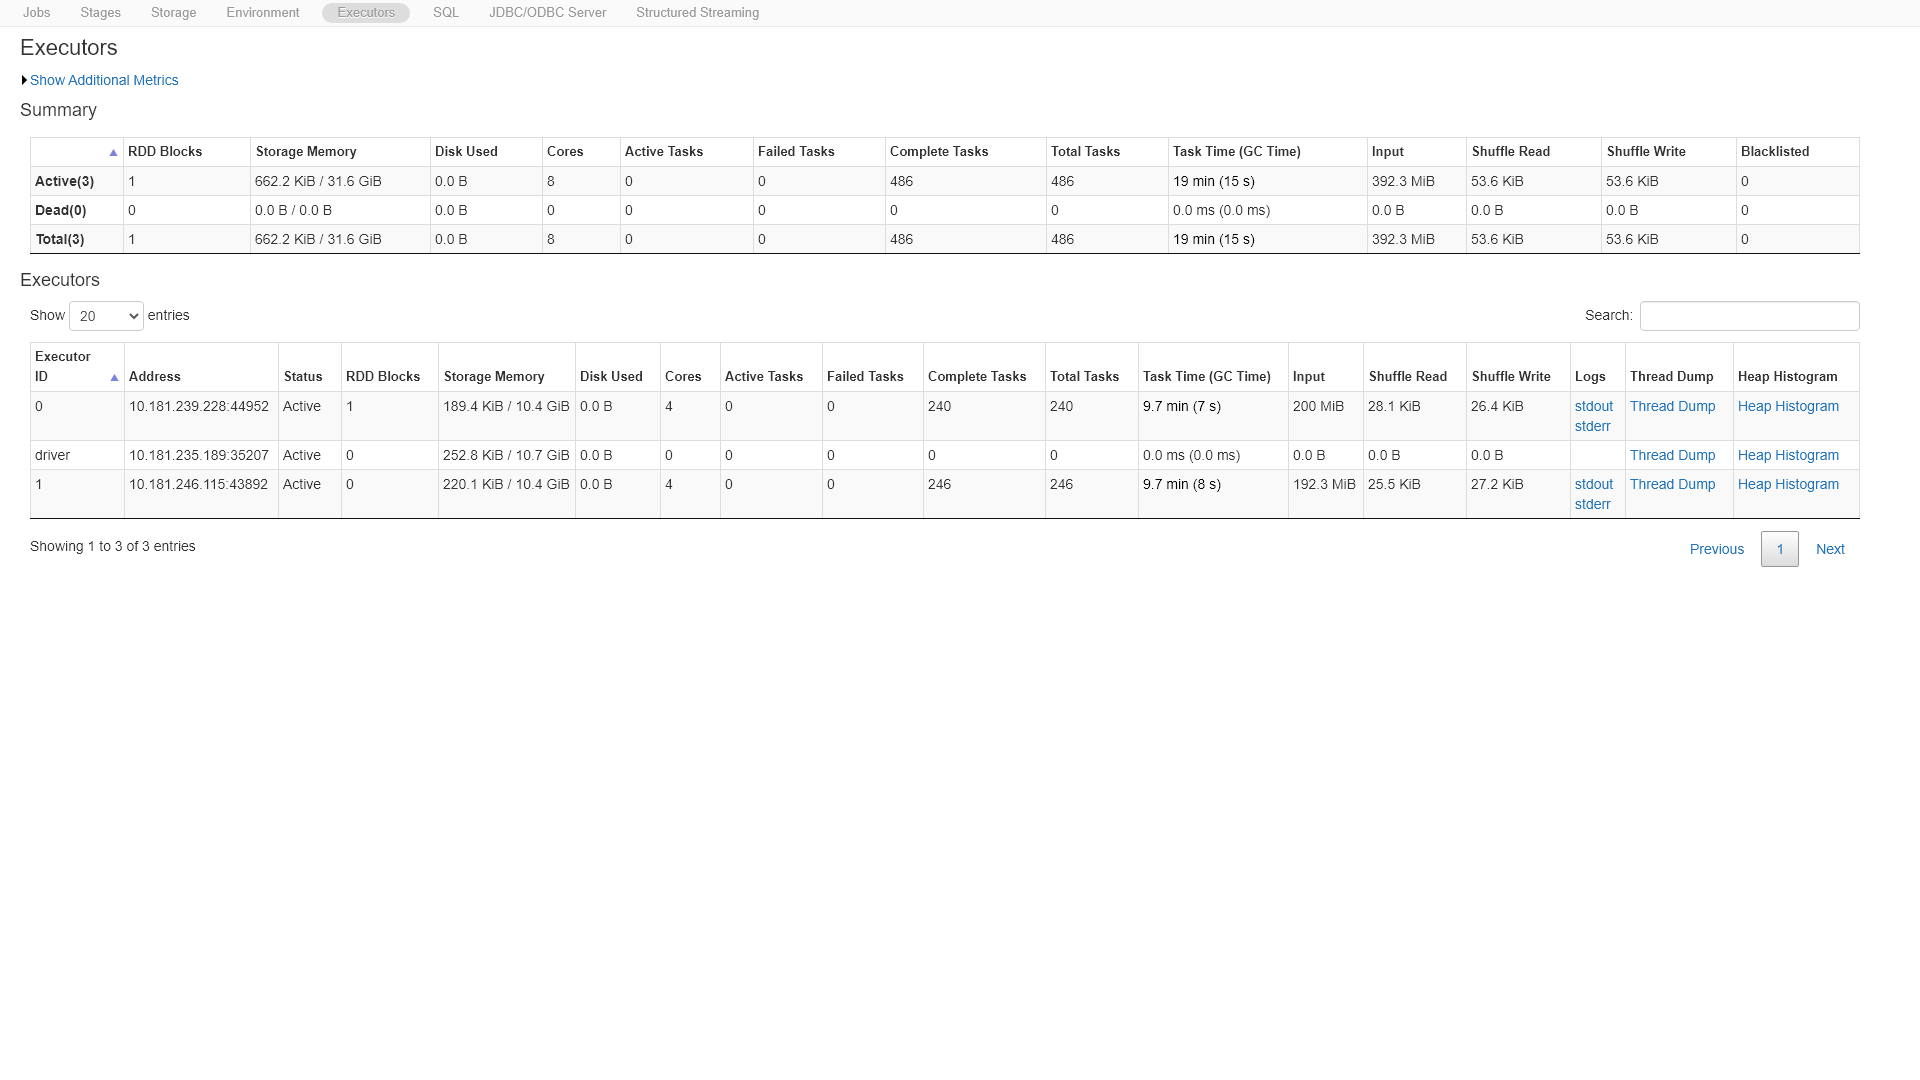 Jobs Stages Storage Environment Executors SQL JDBC/ODBC Server Structured Streaming
Executors
Show Additional Metrics
Summary
RDD Blocks Storage Memory Disk Used Cores Active Tasks Failed Tasks Complete Tasks Total Tasks Task Time (GC Time) Input Shuffle Read Shuffle Write Blacklisted
Active(3) 1 662.2 KiB / 31.6 GiB 0.0 B 8 0 0 486 486 19 min (15 s) 392.3 MiB 53.6 KiB 53.6 KiB 0
Dead(0) 0 0.0 B / 0.0 B 0.0 B 0 0 0 0 0 0.0 ms (0.0 ms) 0.0 B 0.0 B 0.0 B 0
Total(3) 1 662.2 KiB / 31.6 GiB 0.0 B 8 0 0 486 486 19 min (15 s) 392.3 MiB 53.6 KiB 53.6 KiB 0
Executors
Show 20 entries Search:
Executor
ID Address Status RDD Blocks Storage Memory Disk Used Cores Active Tasks Failed Tasks Complete Tasks Total Tasks Task Time (GC Time) Input Shuffle Read Shuffle Write Logs Thread Dump Heap Histogram
0 10.181.239.228:44952 Active 1 189.4 KiB / 10.4 GiB 0.0 B 4 0 0 240 240 9.7 min (7 s) 200 MiB 28.1 KiB 26.4 KiB stdout Thread Dump Heap Histogram
stderr
driver 10.181.235.189:35207 Active 0 252.8 KiB / 10.7 GiB 0.0 B 0 0 0 0 0 0.0 ms (0.0 ms) 0.0 B 0.0 B 0.0 B Thread Dump Heap Histogram
1 10.181.246.115:43892 Active 0 220.1 KiB / 10.4 GiB 0.0 B 4 0 0 246 246 9.7 min (8 s) 192.3 MiB 25.5 KiB 27.2 KiB stdout Thread Dump Heap Histogram
stderr
Showing 1 to 3 of 3 entries Previous 1 Next